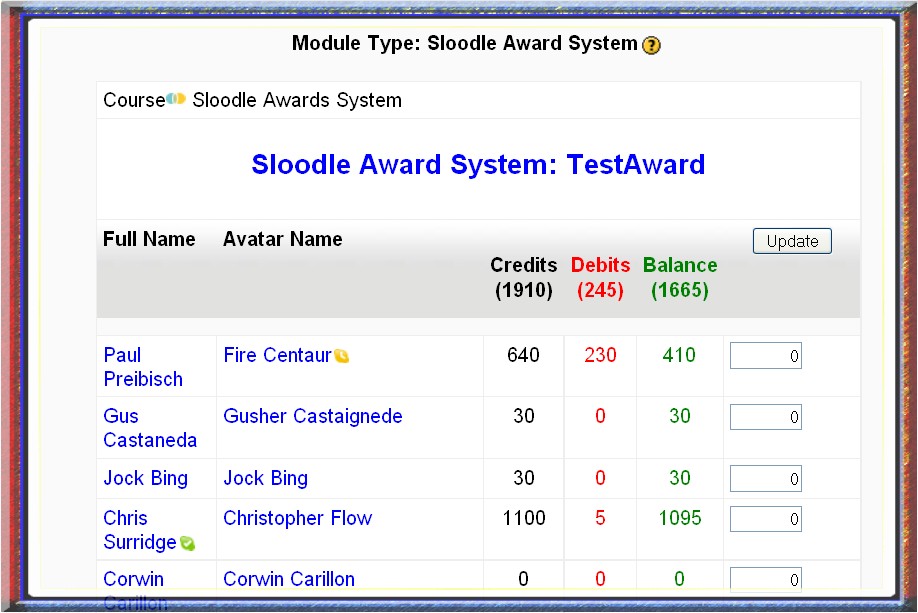 Module Type: Sloodle Award System ?
Course Sloodle Awards System
Sloodle Award System: TestAward
Full Name Avatar Name Update
Credits Debits Balance
(1910) (245) (1665)
Paul Fire Centaur 640 230 410 0
Preibisch
Gus Gusher Castaignede 30 0 30 0
Castaneda
Jock Bing Jock Bing 30 0 30 0
Chris Christopher Flow 1100 5 1095 0
Surridge
Corwin Corwin Carillon 0 0 0 0
Carillon